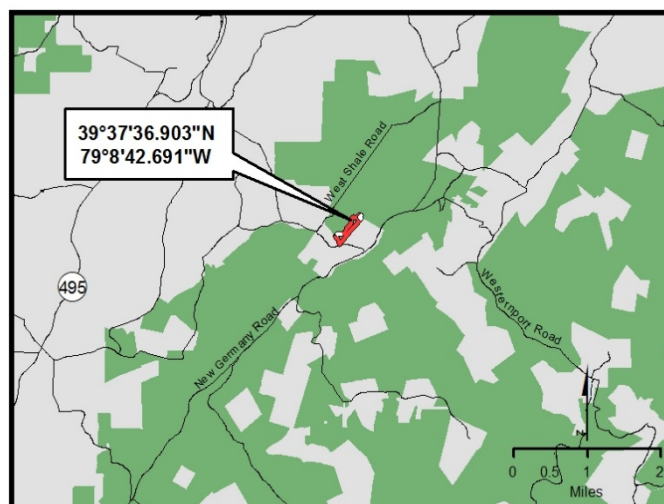 39°37'36.903"N
79°8'42.691"W
West Shale Road
495
New Germany Road
Westernport Road
N
0 0.5 1 2
Miles